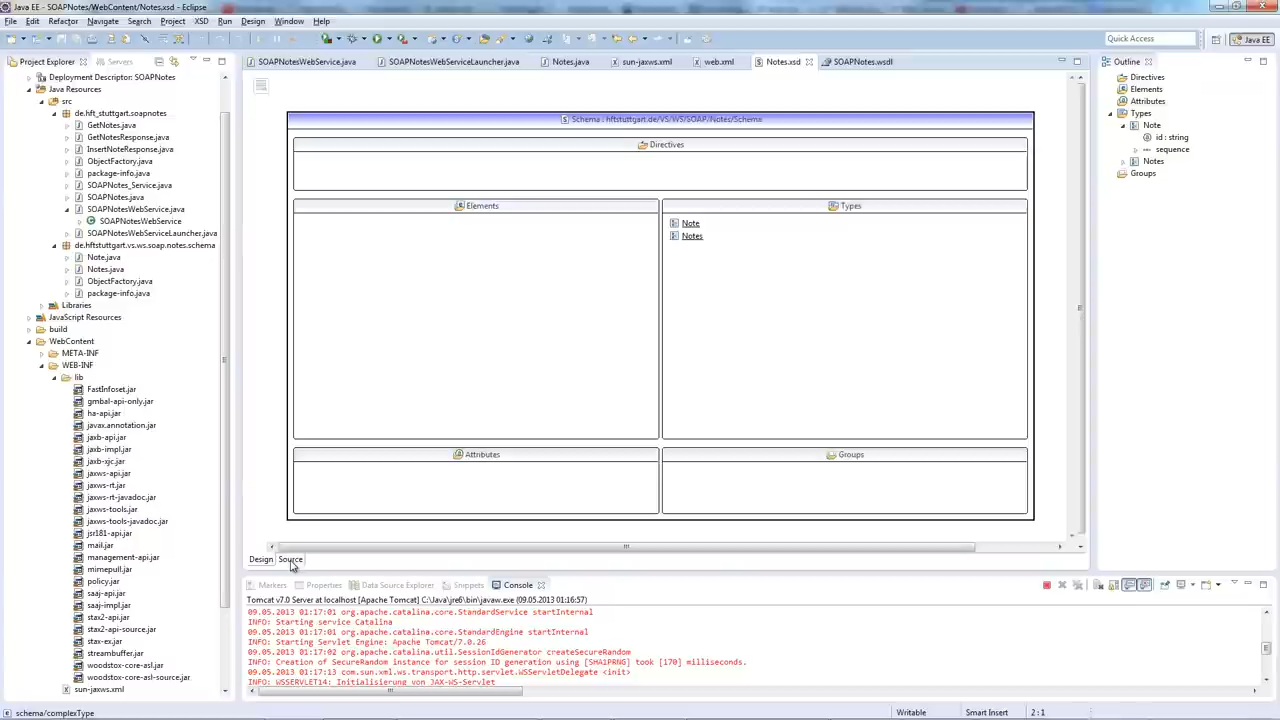 Java EE - SOAPNotes/WebContent/Notes.xsd - Eclipse
File Edit Refactor Navigate Search Project XSD Run Design Window Help
Quick Access
Java EE
Project Explorer Servers
Deployment Descriptor: SOAPNotes
Java Resources
src
de.hft_stuttgart.soapnotes
GetNotes.java
GetNotesResponse.java
InsertNoteResponse.java
ObjectFactory.java
package-info.java
SOAPNotes_Service.java
SOAPNotes.java
SOAPNotesWebService.java
SOAPNotesWebService
SOAPNotesWebServiceLauncher.java
de.hftstuttgart.vs.ws.soap.notes.schema
Note.java
Notes.java
ObjectFactory.java
package-info.java
Libraries
JavaScript Resources
build
WebContent
META-INF
WEB-INF
lib
FastInfoset.jar
gmbal-api-only.jar
ha-api.jar
javax.annotation.jar
jaxb-api.jar
jaxb-impl.jar
jaxb-xjc.jar
jaxws-api.jar
jaxws-rt.jar
jaxws-rt-javadoc.jar
jaxws-tools.jar
jaxws-tools-javadoc.jar
jsr181-api.jar
mail.jar
management-api.jar
mimepull.jar
policy.jar
saaj-api.jar
saaj-impl.jar
stax2-api.jar
stax2-api-source.jar
stax-ex.jar
streambuffer.jar
woodstox-core-asl.jar
woodstox-core-asl-source.jar
sun-jaxws.xml
SOAPNotesWebService.java SOAPNotesWebServiceLauncher.java Notes.java sun-jaxws.xml web.xml Notes.xsd SOAPNotes.wsdl
Schema : hftstuttgart.de/VS/WS/SOAP/Notes/Schema
Directives
Elements
Types
Note
Notes
Attributes
Groups
Design Source
Outline
Directives
Elements
Attributes
Types
Note
id : string
sequence
Notes
Groups
Markers Properties Data Source Explorer Snippets Console
Tomcat v7.0 Server at localhost [Apache Tomcat] C:\Java\jre6\bin\javaw.exe (09.05.2013 01:16:57)
09.05.2013 01:17:01 org.apache.catalina.core.StandardService startInternal
INFO: Starting service Catalina
09.05.2013 01:17:01 org.apache.catalina.core.StandardEngine startInternal
INFO: Starting Servlet Engine: Apache Tomcat/7.0.26
09.05.2013 01:17:02 org.apache.catalina.util.SessionIdGenerator createSecureRandom
INFO: Creation of SecureRandom instance for session ID generation using [SHA1PRNG] took [170] milliseconds.
09.05.2013 01:17:13 com.sun.xml.ws.transport.http.servlet.WSServletDelegate <init>
INFO: WSSERVLET14: Initialisierung von JAX-WS-Servlet
schema/complexType
Writable
Smart Insert
2 : 1